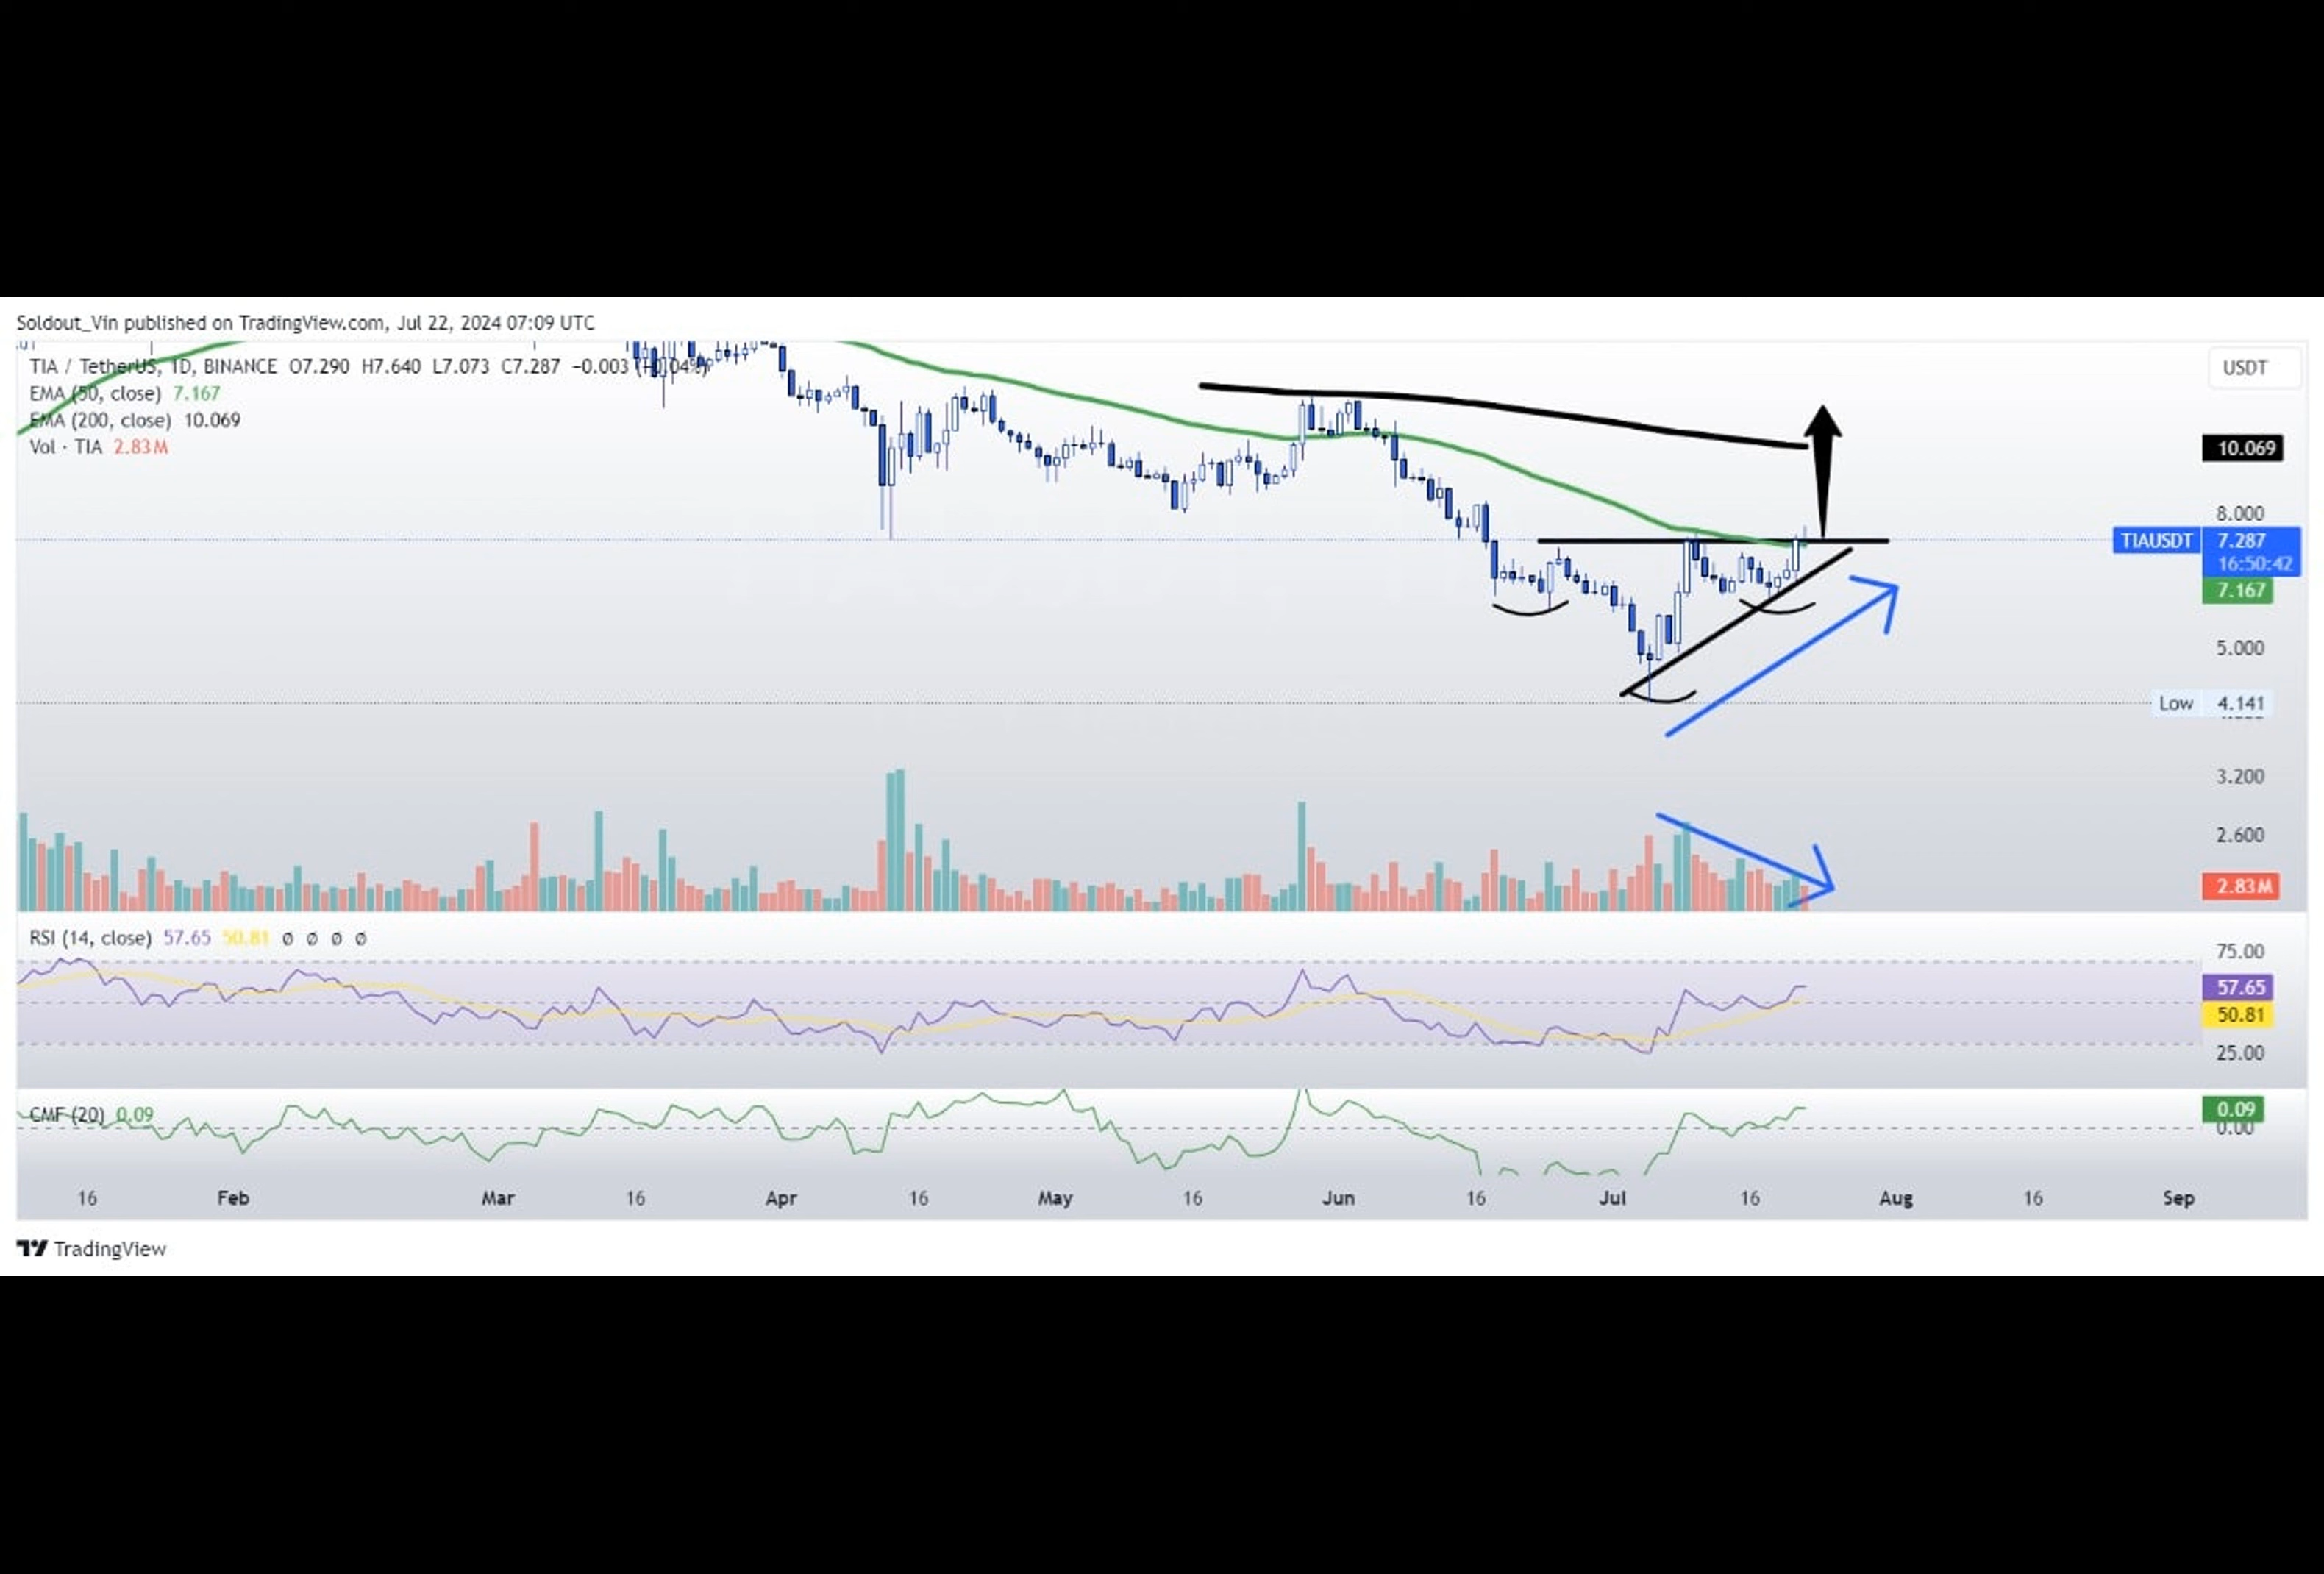 Soldout_Vin published on TradingView.com, Jul 22, 2024 07:09 UTC
TIA / TetherUS, 1D, BINANCE O7.290 H7.640 L7.073 C7.287 −0.003 (−0.04%)
USDT
EMA (50, close) 7.167
EMA (200, close) 10.069
Vol · TIA 2.83M
10.069
8.000
TIAUSDT 7.287
16:50:42
7.167
5.000
Low 4.141
3.200
2.600
2.83M
RSI (14, close) 57.65 50.81 ∅ ∅ ∅ ∅
75.00
57.65
50.81
25.00
CMF (20) 0.09
0.09
0.00
16 Feb Mar 16 Apr 16 May 16 Jun 16 Jul 16 Aug 16 Sep
TradingView